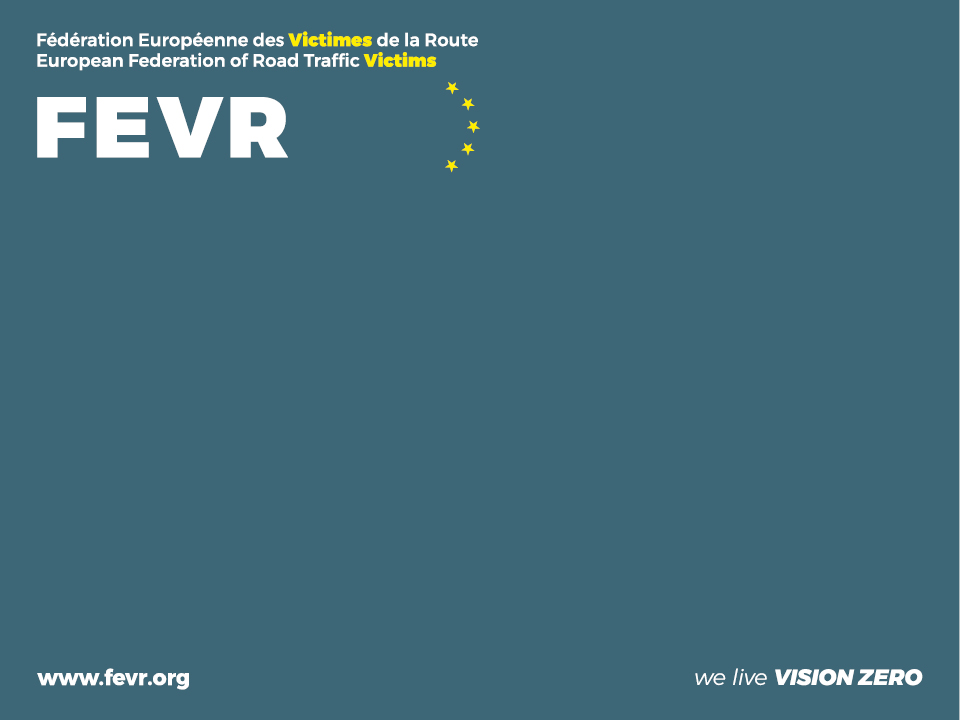 Fédération Européenne des Victimes de la Route
European Federation of Road Traffic Victims
FEVR
www.fevr.org
we live VISION ZERO